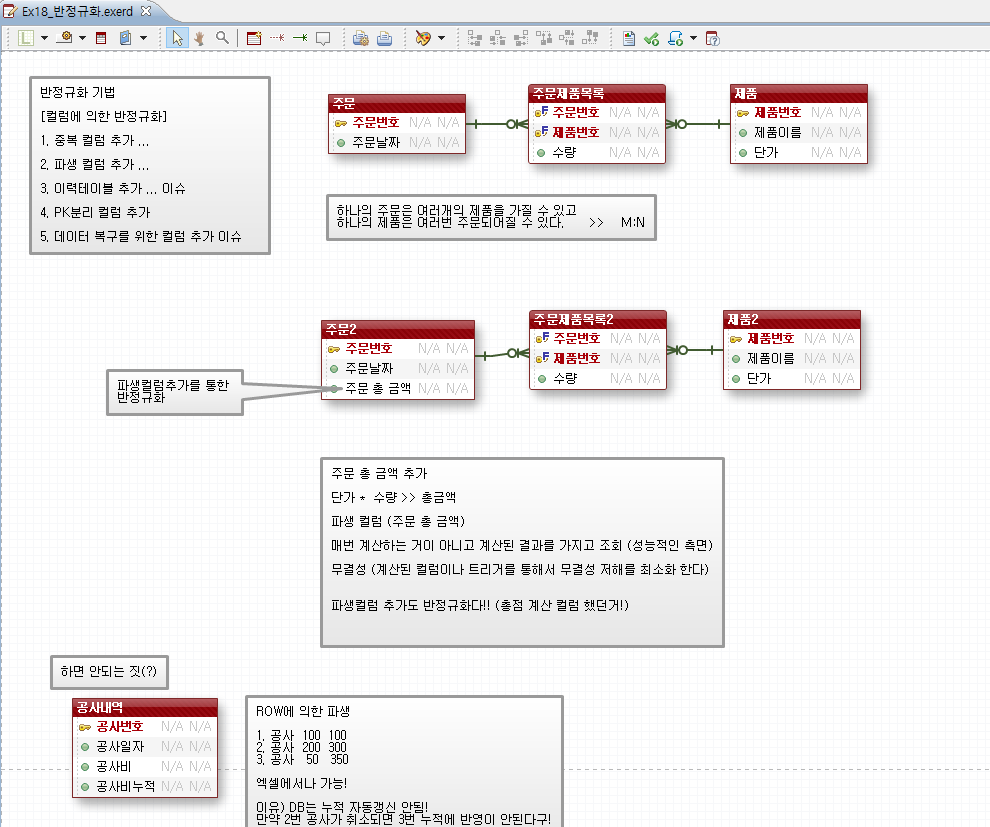 Ex18_반정규화.exerd
반정규화 기법
[컬럼에 의한 반정규화]
1. 중복 컬럼 추가 ...
2. 파생 컬럼 추가 ...
3. 이력테이블 추가 ... 이슈
4. PK분리 컬럼 추가
5. 데이터 복구를 위한 컬럼 추가 이슈
주문
주문번호 N/A N/A
주문날짜 N/A N/A
주문제품목록
주문번호 N/A N/A
제품번호 N/A N/A
수량 N/A N/A
제품
제품번호 N/A N/A
제품이름 N/A N/A
단가 N/A N/A
하나의 주문은 여러개의 제품을 가질 수 있고
하나의 제품은 여러번 주문되어질 수 있다. >> M:N
주문2
주문번호 N/A N/A
주문날짜 N/A N/A
주문 총 금액 N/A N/A
주문제품목록2
주문번호 N/A N/A
제품번호 N/A N/A
수량 N/A N/A
제품2
제품번호 N/A N/A
제품이름 N/A N/A
단가 N/A N/A
파생컬럼추가를 통한
반정규화
주문 총 금액 추가
단가 * 수량 >> 총금액
파생 컬럼 (주문 총 금액)
매번 계산하는 거이 아니고 계산된 결과를 가지고 조회 (성능적인 측면)
무결성 (계산된 컬럼이나 트리거를 통해서 무결성 저해를 최소화 한다)
파생컬럼 추가도 반정규화다!! (총점 계산 컬럼 했던거!)
하면 안되는 짓(?)
공사내역
공사번호 N/A N/A
공사일자 N/A N/A
공사비 N/A N/A
공사비누적 N/A N/A
ROW에 의한 파생
1. 공사 100 100
2. 공사 200 300
3. 공사 50 350
엑셀에서나 가능!
이유) DB는 누적 자동갱신 안됨!
만약 2번 공사가 취소되면 3번 누적에 반영이 안된다구!